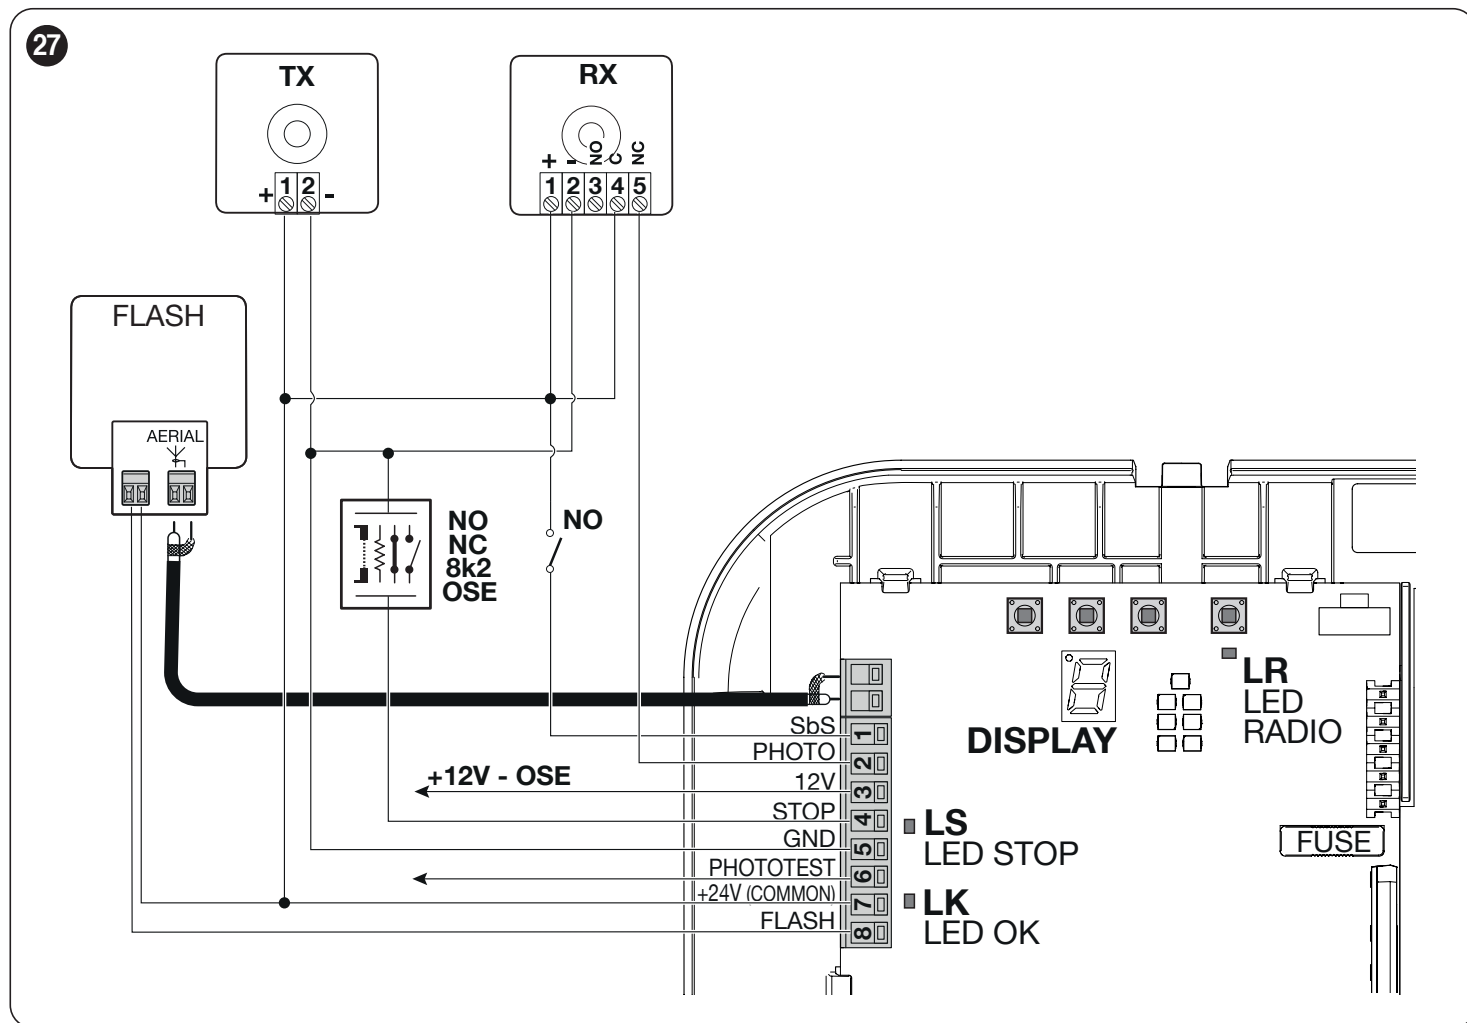 27
TX
+ 1 2 -
RX
+ - NO C NC
1 2 3 4 5
FLASH
AERIAL
NO
NC
8k2
OSE
NO
SbS 1
PHOTO 2
+12V - OSE 12V 3
STOP 4
GND 5
PHOTOTEST 6
+24V (COMMON) 7
FLASH 8
DISPLAY
LR
LED
RADIO
LS
LED STOP
LK
LED OK
FUSE